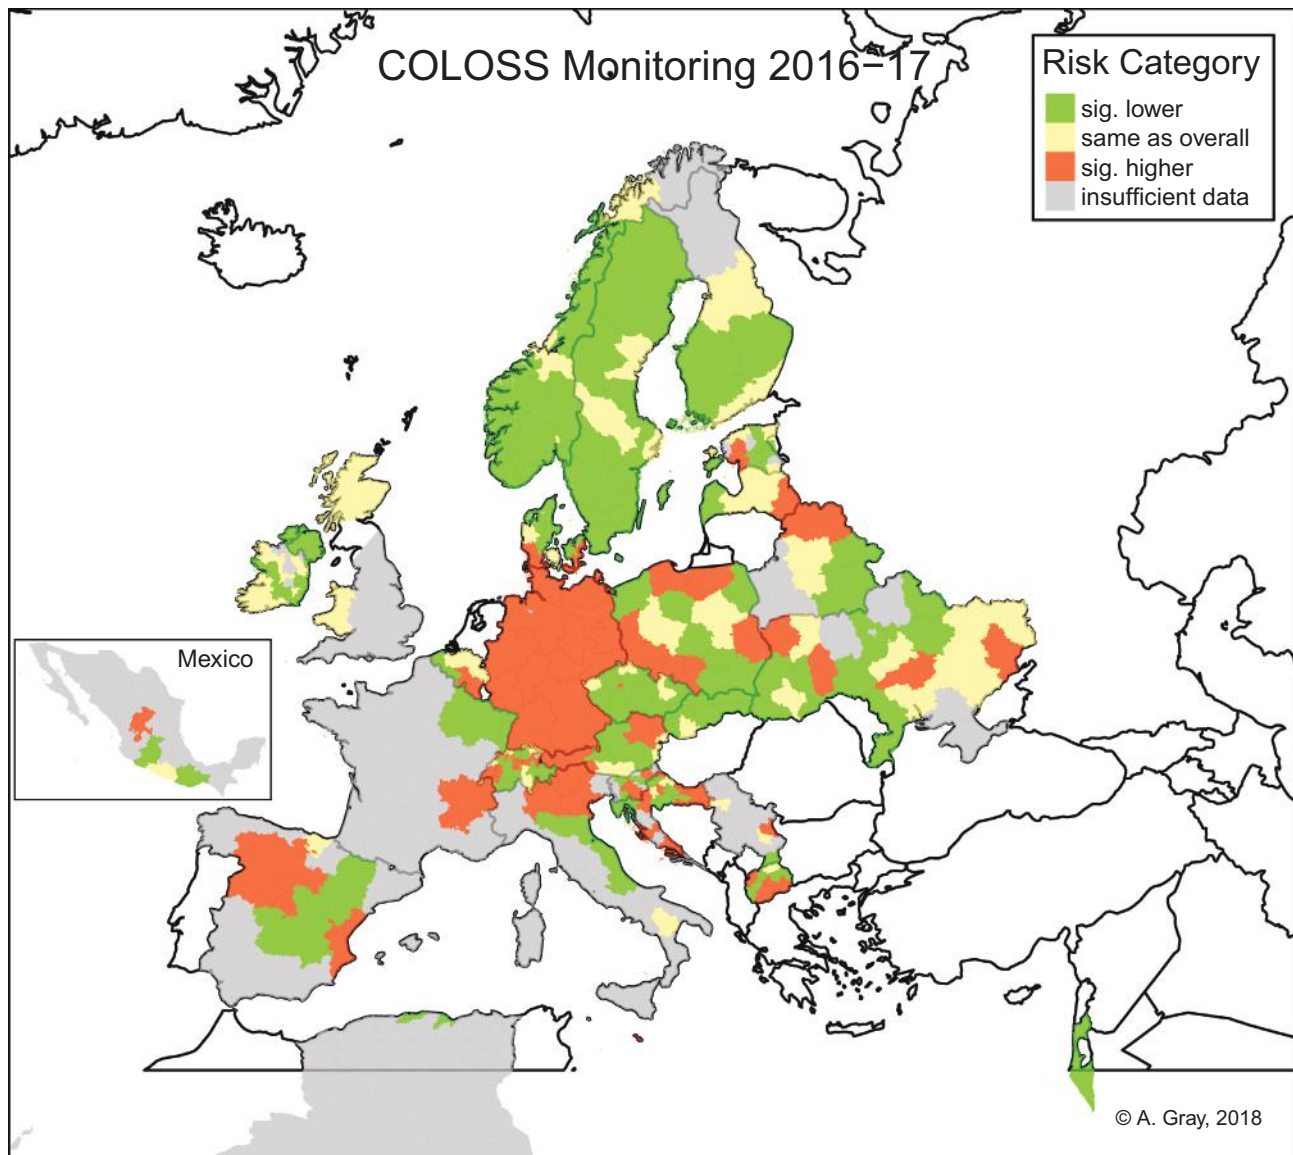 COLOSS Monitoring 2016−17
Risk Category
sig. lower
same as overall
sig. higher
insufficient data
Mexico
© A. Gray, 2018